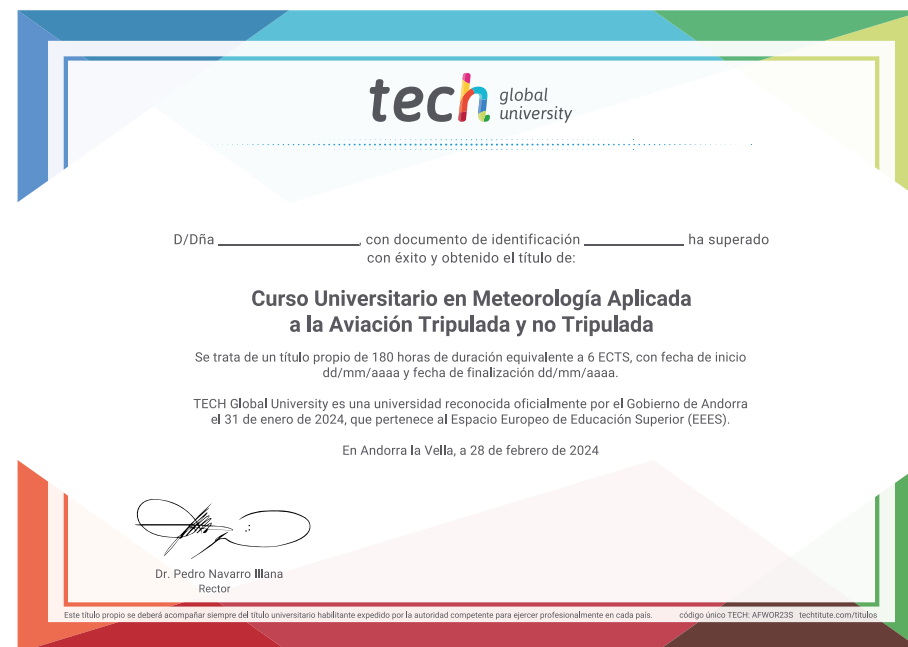 tech global university
D/Dña ____________________, con documento de identificación ______________ ha superado
con éxito y obtenido el título de:
Curso Universitario en Meteorología Aplicada
a la Aviación Tripulada y no Tripulada
Se trata de un título propio de 180 horas de duración equivalente a 6 ECTS, con fecha de inicio
dd/mm/aaaa y fecha de finalización dd/mm/aaaa.
TECH Global University es una universidad reconocida oficialmente por el Gobierno de Andorra
el 31 de enero de 2024, que pertenece al Espacio Europeo de Educación Superior (EEES).
En Andorra la Vella, a 28 de febrero de 2024
Dr. Pedro Navarro Illana
Rector
Este título propio se deberá acompañar siempre del título universitario habilitante expedido por la autoridad competente para ejercer profesionalmente en cada país. código único TECH: AFWOR23S techtitute.com/titulos